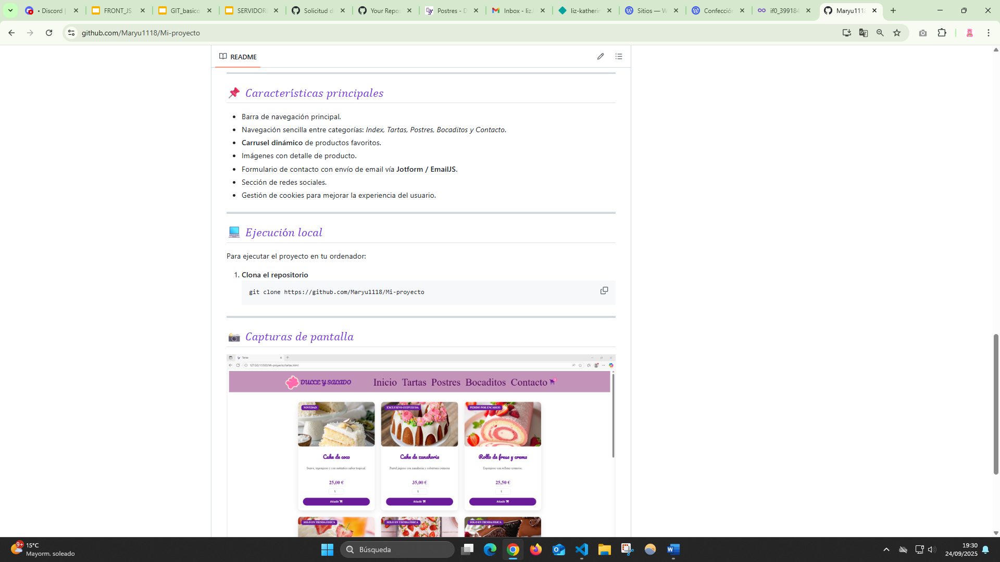 • Discord |
FRONT_JS
GIT_basico
SERVIDOR
Solicitud d
Your Repos
Postres - D
Inbox - liz.
liz-katherin
Sitios — W
Confección
if0_399184
Maryu1118
github.com/Maryu1118/Mi-proyecto
README
Características principales
Barra de navegación principal.
Navegación sencilla entre categorías: Index, Tartas, Postres, Bocaditos y Contacto.
Carrusel dinámico de productos favoritos.
Imágenes con detalle de producto.
Formulario de contacto con envío de email vía Jotform / EmailJS.
Sección de redes sociales.
Gestión de cookies para mejorar la experiencia del usuario.
Ejecución local
Para ejecutar el proyecto en tu ordenador:
1. Clona el repositorio
git clone https://github.com/Maryu1118/Mi-proyecto
Capturas de pantalla
Tartas
127.0.0.1:5500/Mi-proyecto/tartas.html
DULCE Y SALADO Inicio Tartas Postres Bocaditos Contacto
NOVEDAD EXCLUSIVO GUIPUZCOA PEDIDO POR ENCARGO
Cake de coco Cake de zanahoria Rollo de fresa y crema
Suave, esponjoso y con auténtico sabor tropical. Pastel jugoso con zanahoria y cobertura cremosa Esponjoso con relleno cremoso.
25,00 € 35,00 € 25,50 €
1 1 1
Añadir Añadir Añadir
SOLO EN TIENDA FISICA SOLO EN TIENDA FISICA SOLO EN TIENDA FISICA
9+
15°C
Mayorm. soleado
Búsqueda
19:30
24/09/2025